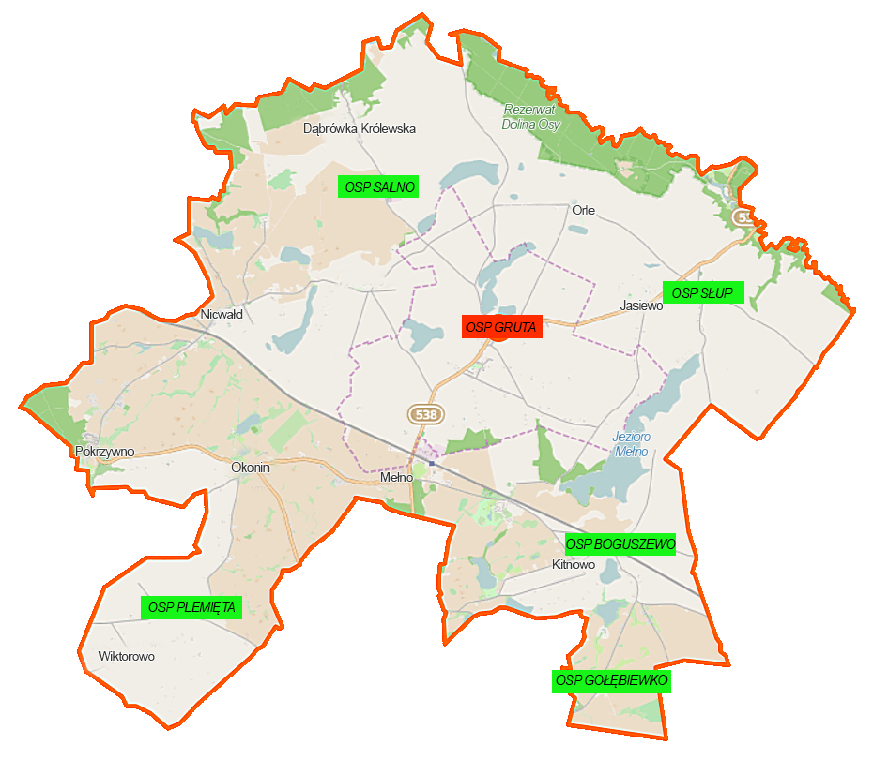 Rezerwat
Dolina Osy
Dąbrówka Królewska
OSP SALNO
Orle
OSP SŁUP
Jasiewo
Nicwałd
OSP GRUTA
538
Jezioro
Mełno
Pokrzywno
Okonin
Mełno
OSP BOGUSZEWO
Kitnowo
OSP PLEMIĘTA
Wiktorowo
OSP GOŁĘBIEWKO